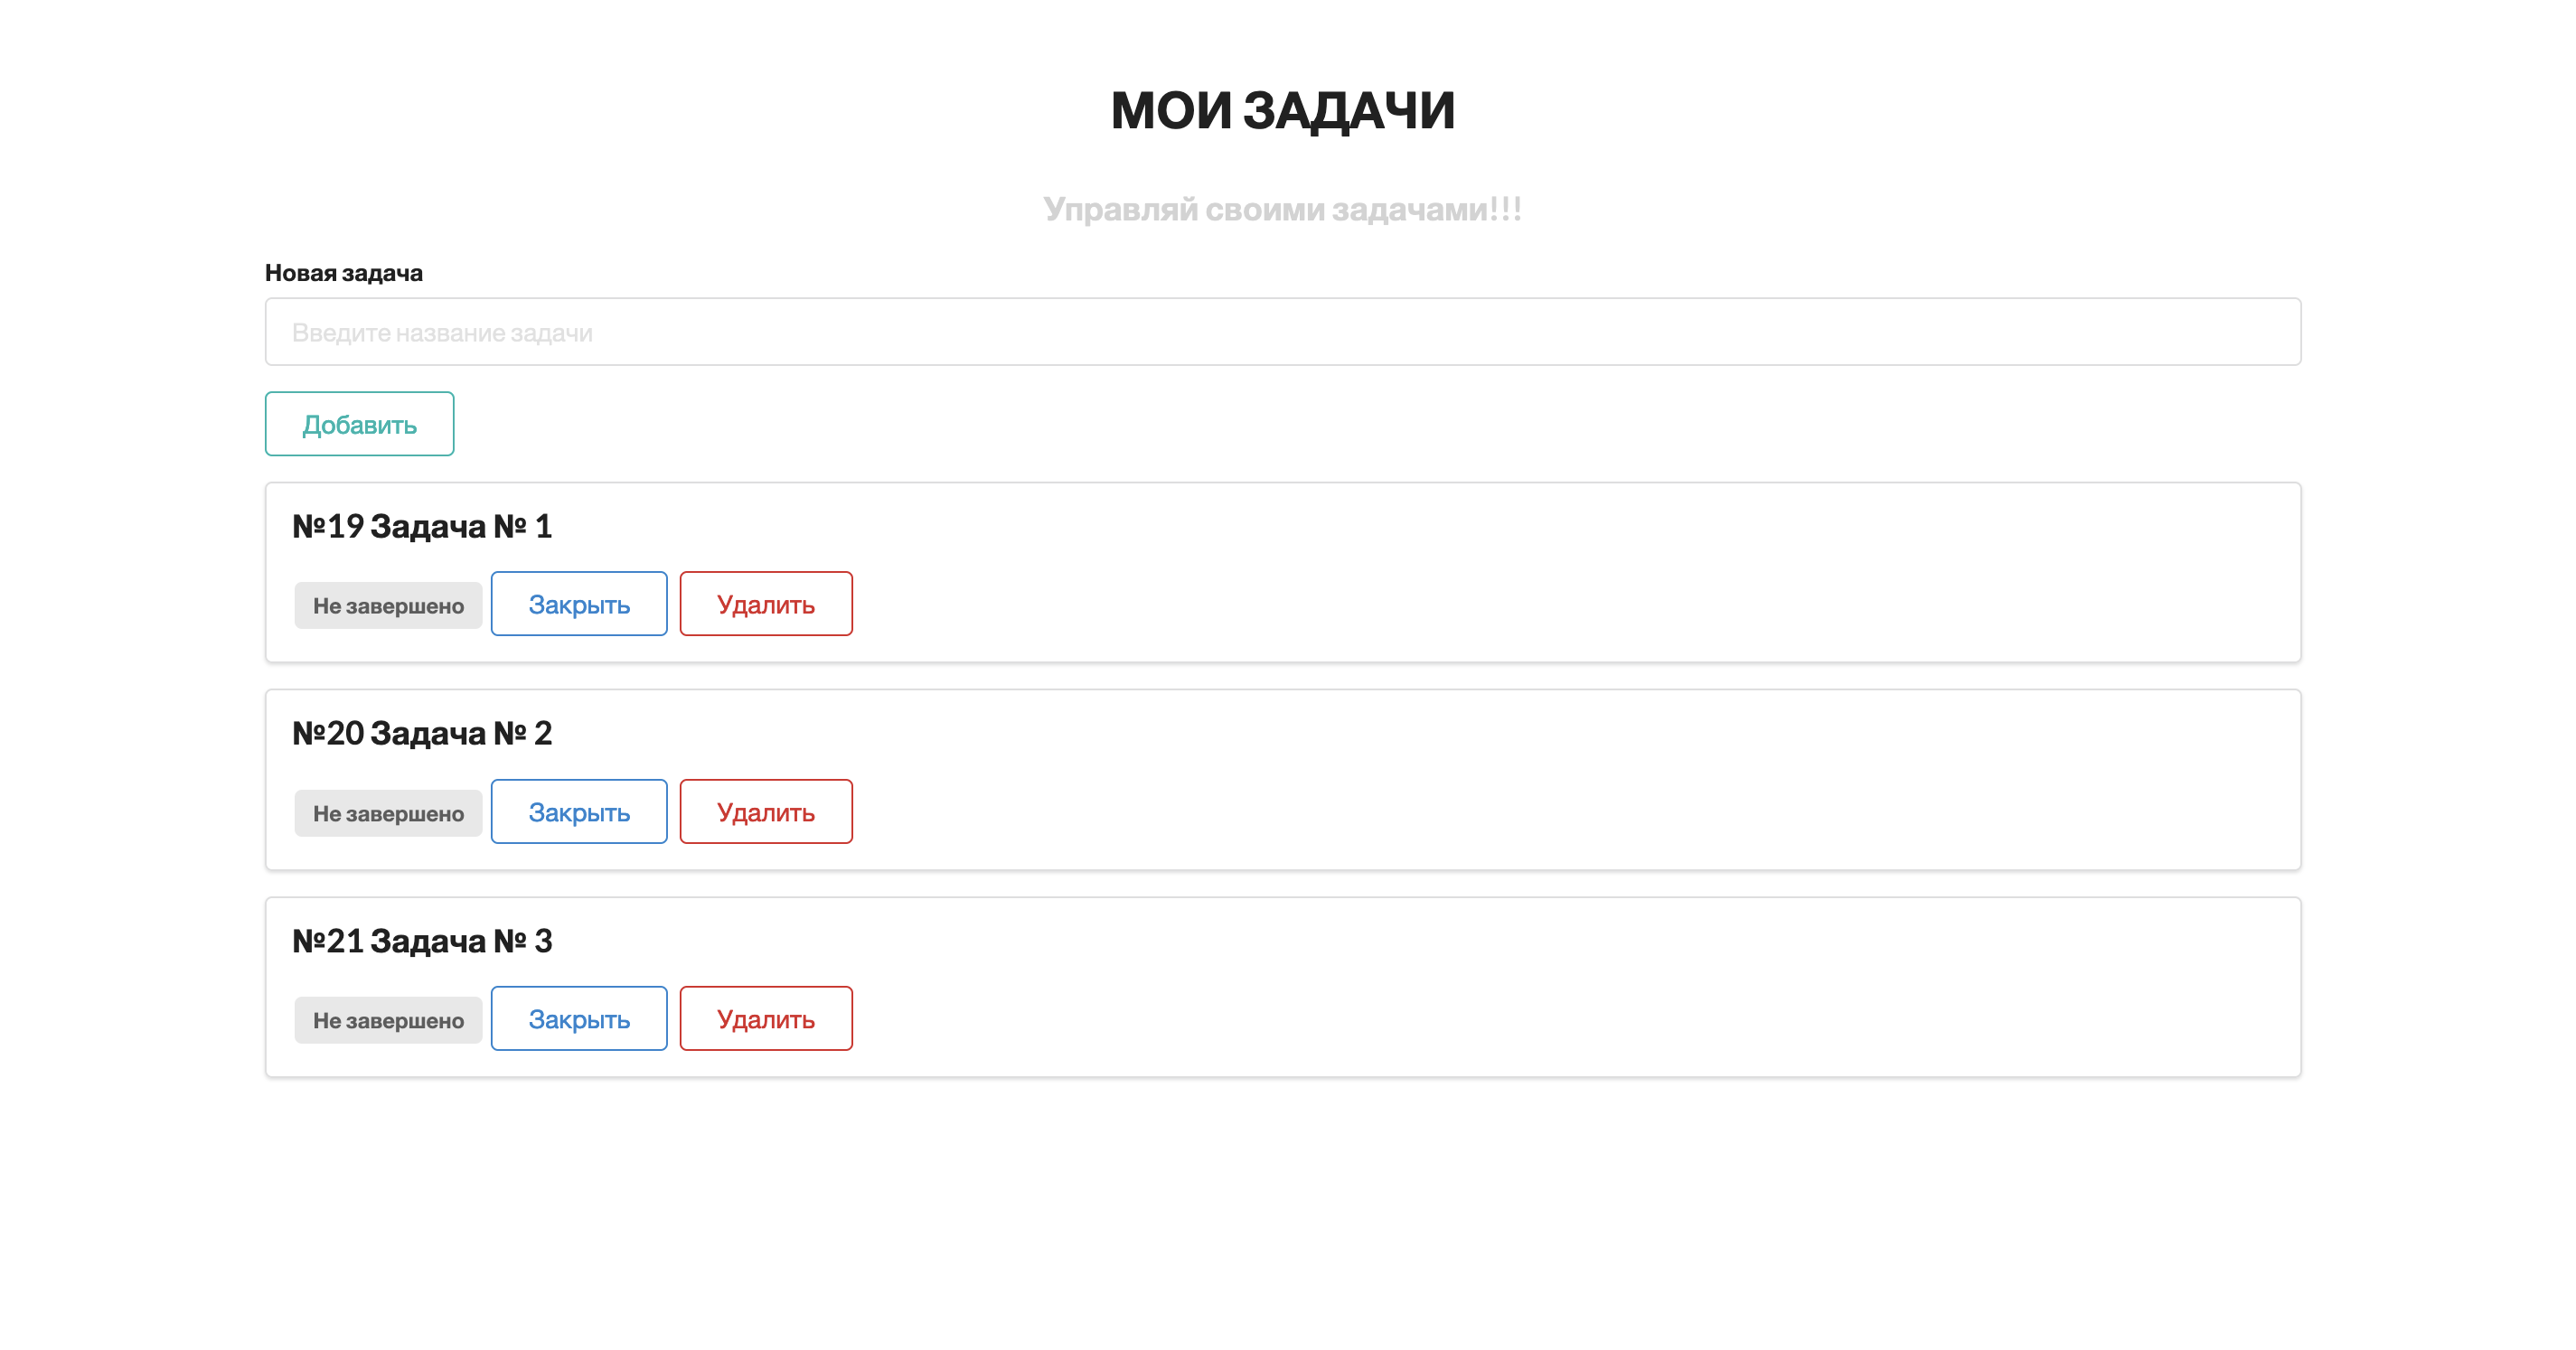 МОИ ЗАДАЧИ
Управляй своими задачами!!!
Новая задача
Введите название задачи
Добавить
№19 Задача № 1
Не завершено Закрыть Удалить
№20 Задача № 2
Не завершено Закрыть Удалить
№21 Задача № 3
Не завершено Закрыть Удалить